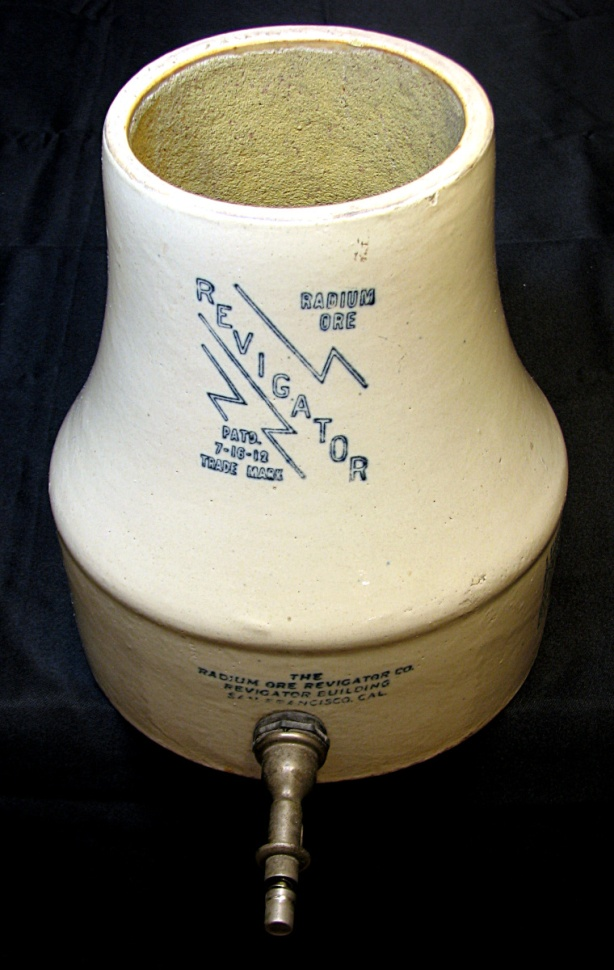 REVIGATOR
RADIUM
ORE
PATD.
7-16-12
TRADE MARK
THE
RADIUM ORE REVIGATOR CO.
REVIGATOR BUILDING
SAN FRANCISCO, CAL.